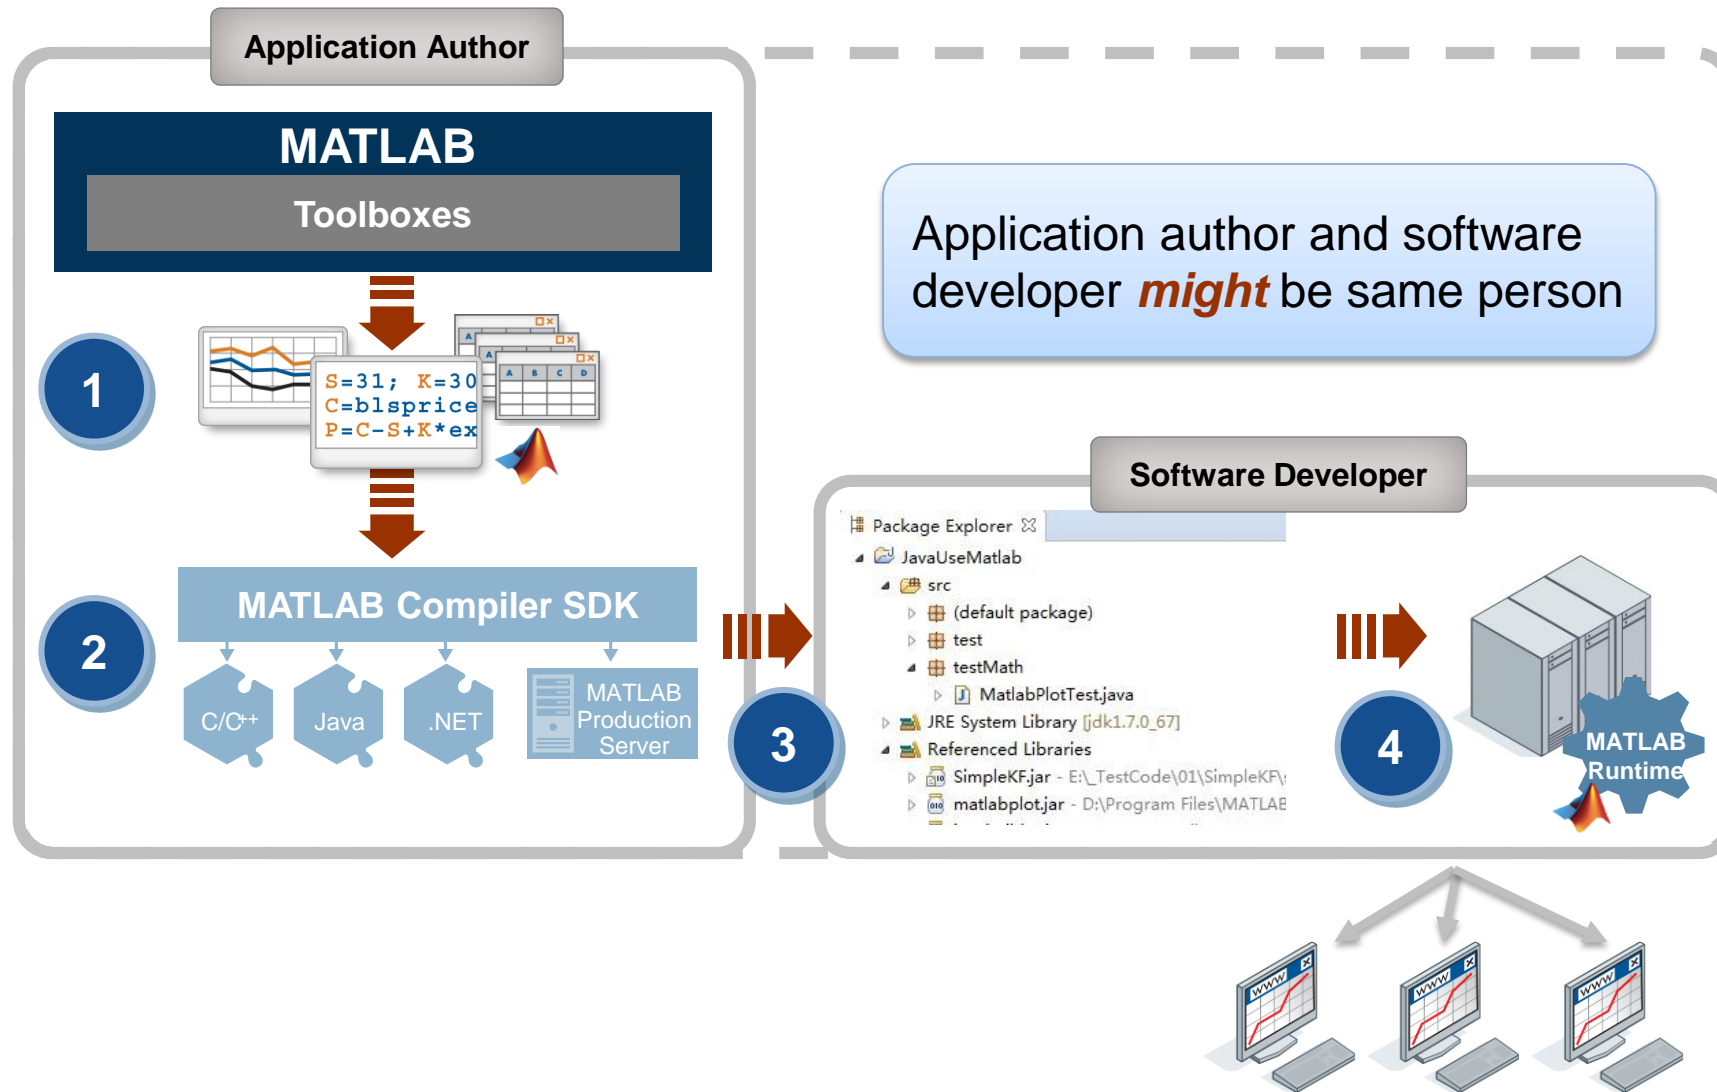 Application Author
MATLAB
Toolboxes
Application author and software
developer might be same person
1
S=31; K=30
C=blsprice
P=C-S+K*ex
A
A
A B C D
Software Developer
2
MATLAB Compiler SDK
C/C++
Java
.NET
MATLAB
Production
Server
3
Package Explorer
JavaUseMatlab
src
(default package)
test
testMath
MatlabPlotTest.java
JRE System Library [jdk1.7.0_67]
Referenced Libraries
SimpleKF.jar - E:\_TestCode\01\SimpleKF\
matlabplot.jar - D:\Program Files\MATLAB
4
MATLAB
Runtime
WWW
WWW
WWW